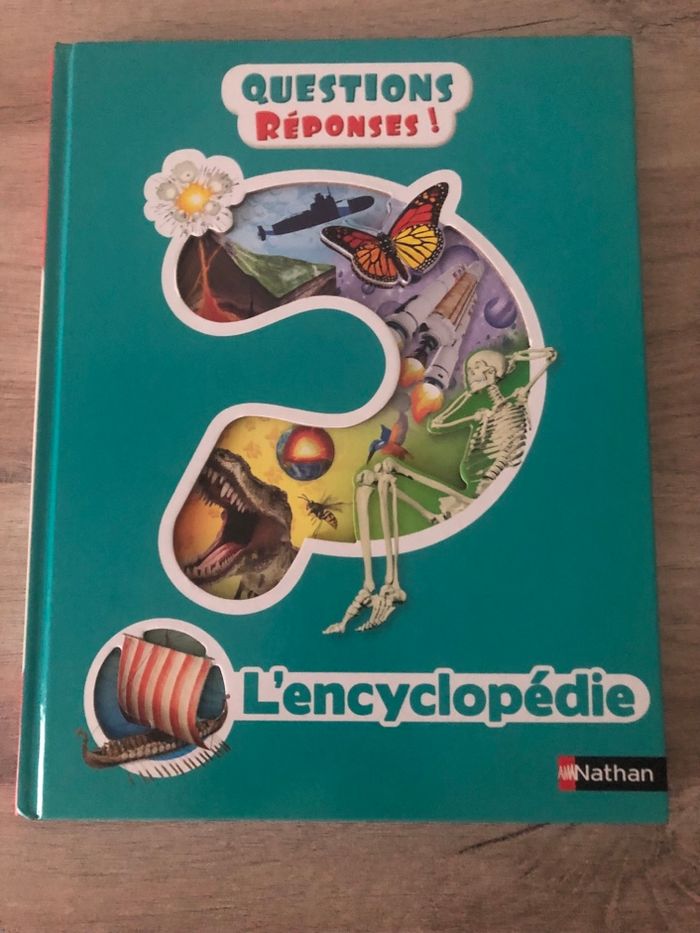 QUESTIONS
RÉPONSES !
L'encyclopédie
Nathan